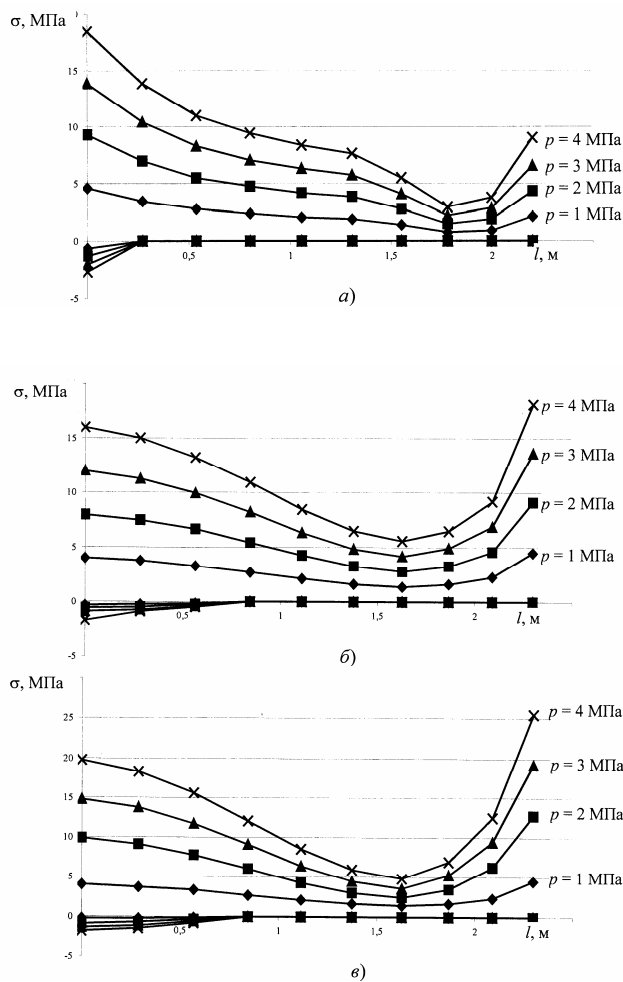 σ, МПа
15
10
5
0
-5
0,5
1
1,5
2
l, м
p = 4 МПа
p = 3 МПа
p = 2 МПа
p = 1 МПа
а)
σ, МПа
15
10
5
0
-5
0,5
1
1,5
2
l, м
p = 4 МПа
p = 3 МПа
p = 2 МПа
p = 1 МПа
б)
σ, МПа
25
20
15
10
5
0
-5
0,5
1
1,5
2
l, м
p = 4 МПа
p = 3 МПа
p = 2 МПа
p = 1 МПа
в)